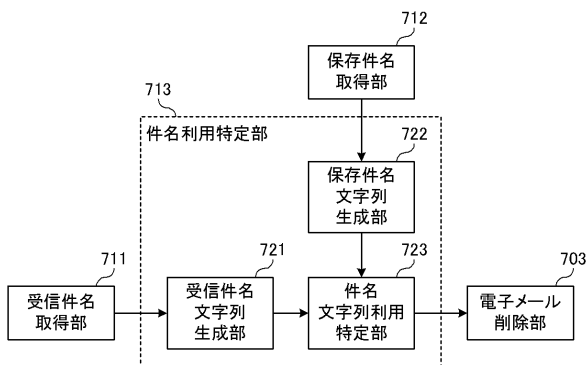 712
保存件名
取得部
713
件名利用特定部
722
保存件名
文字列
生成部
711
受信件名
取得部
721
受信件名
文字列
生成部
723
件名
文字列利用
特定部
703
電子メール
削除部